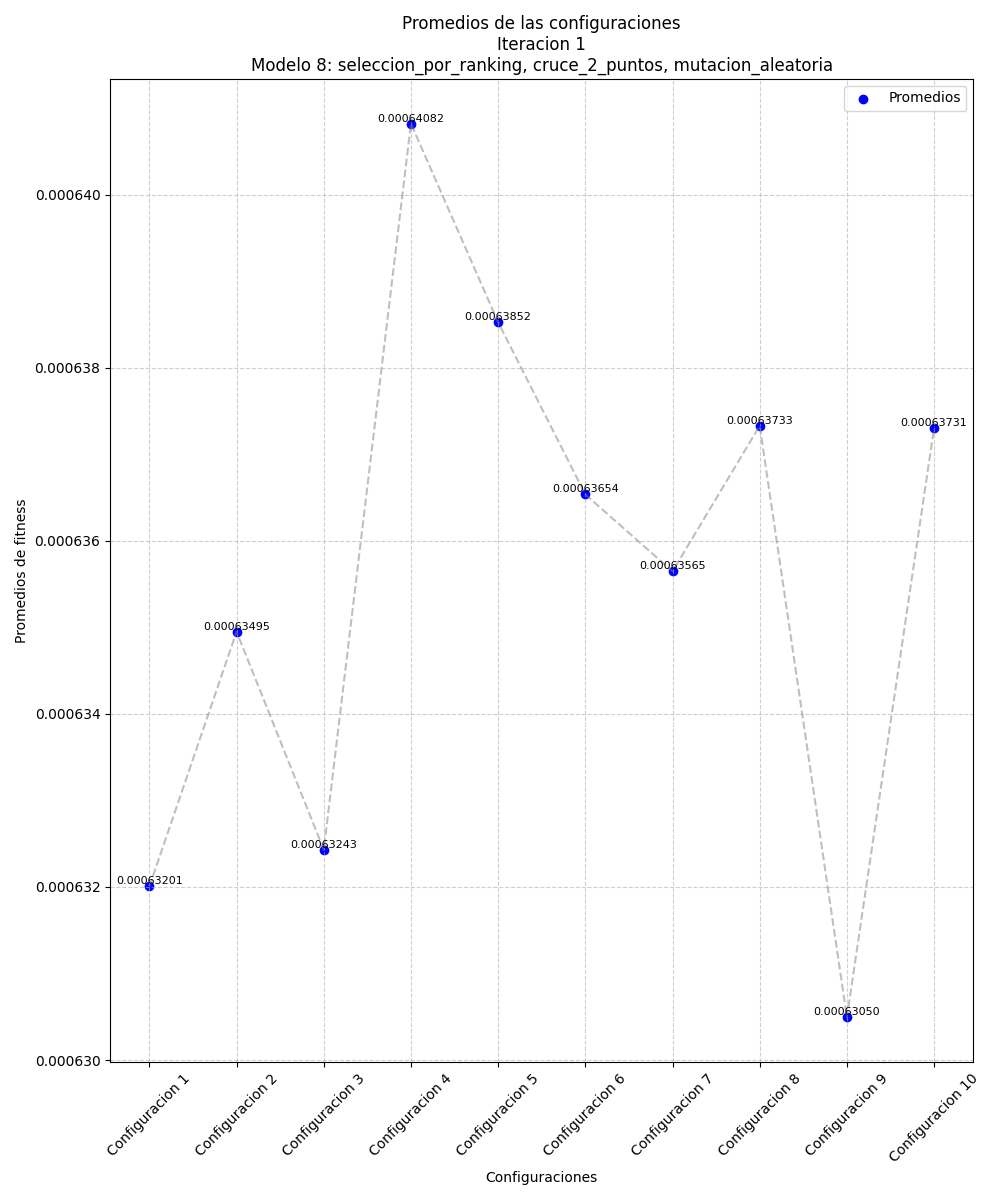 Promedios de las configuraciones
Iteracion 1
Modelo 8: seleccion_por_ranking, cruce_2_puntos, mutacion_aleatoria
Promedios
0.00064082
0.000640
0.00063852
0.000638
0.00063733
0.00063731
0.00063654
0.000636
0.00063565
0.00063495
0.000634
0.00063243
0.00063201
0.000632
0.00063050
0.000630
Promedios de fitness
Configuracion 1
Configuracion 2
Configuracion 3
Configuracion 4
Configuracion 5
Configuracion 6
Configuracion 7
Configuracion 8
Configuracion 9
Configuracion 10
Configuraciones